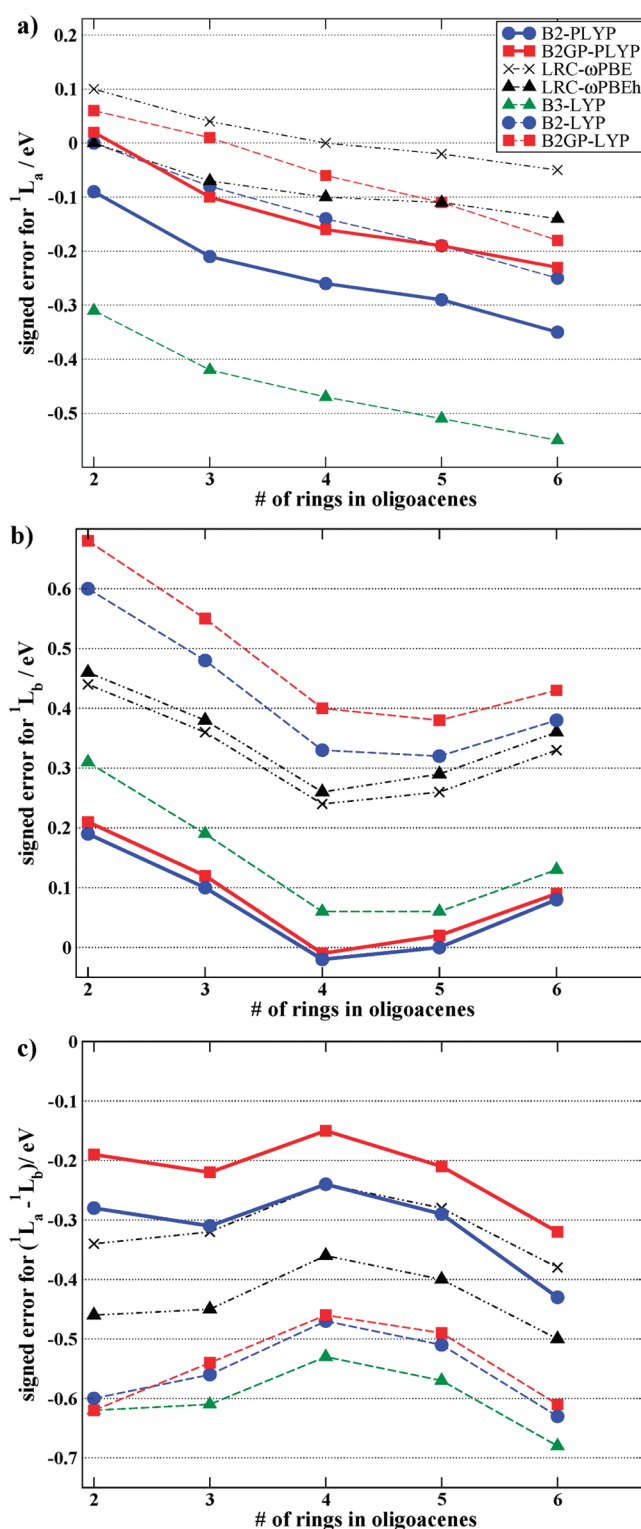 a)
0.2
0.1
0
-0.1
-0.2
-0.3
-0.4
-0.5
signed error for ¹Lₐ / eV
B2-PLYP
B2GP-PLYP
LRC-ωPBE
LRC-ωPBEh
B3-LYP
B2-LYP
B2GP-LYP
2 3 4 5 6
# of rings in oligoacenes
b)
0.6
0.5
0.4
0.3
0.2
0.1
0
signed error for ¹L_b / eV
2 3 4 5 6
# of rings in oligoacenes
c)
0
-0.1
-0.2
-0.3
-0.4
-0.5
-0.6
-0.7
signed error for (¹Lₐ - ¹L_b)/ eV
2 3 4 5 6
# of rings in oligoacenes